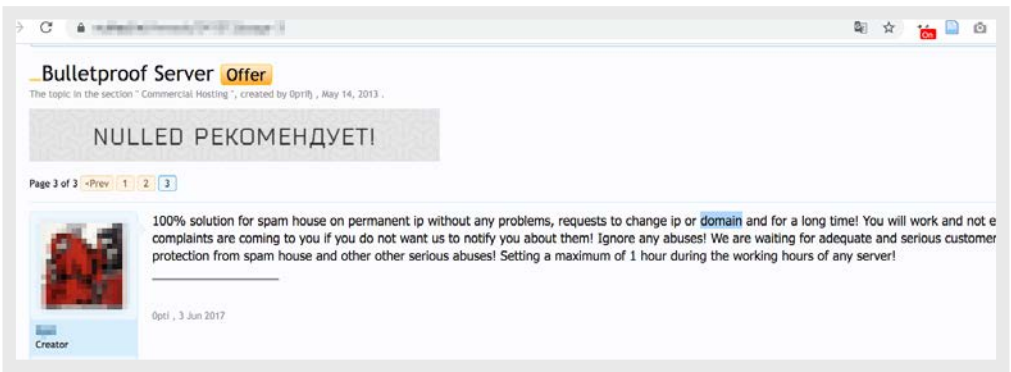 On
_Bulletproof Server Offer
The topic in the section " Commercial Hosting ", created by , May 14, 2013 .
NULLED РЕКОМЕНДУЕТ!
Page 3 of 3 <Prev 1 2 3
100% solution for spam house on permanent ip without any problems, requests to change ip or domain and for a long time! You will work and not e
complaints are coming to you if you do not want us to notify you about them! Ignore any abuses! We are waiting for adequate and serious customer
protection from spam house and other other serious abuses! Setting a maximum of 1 hour during the working hours of any server!
0pti , 3 Jun 2017
Creator